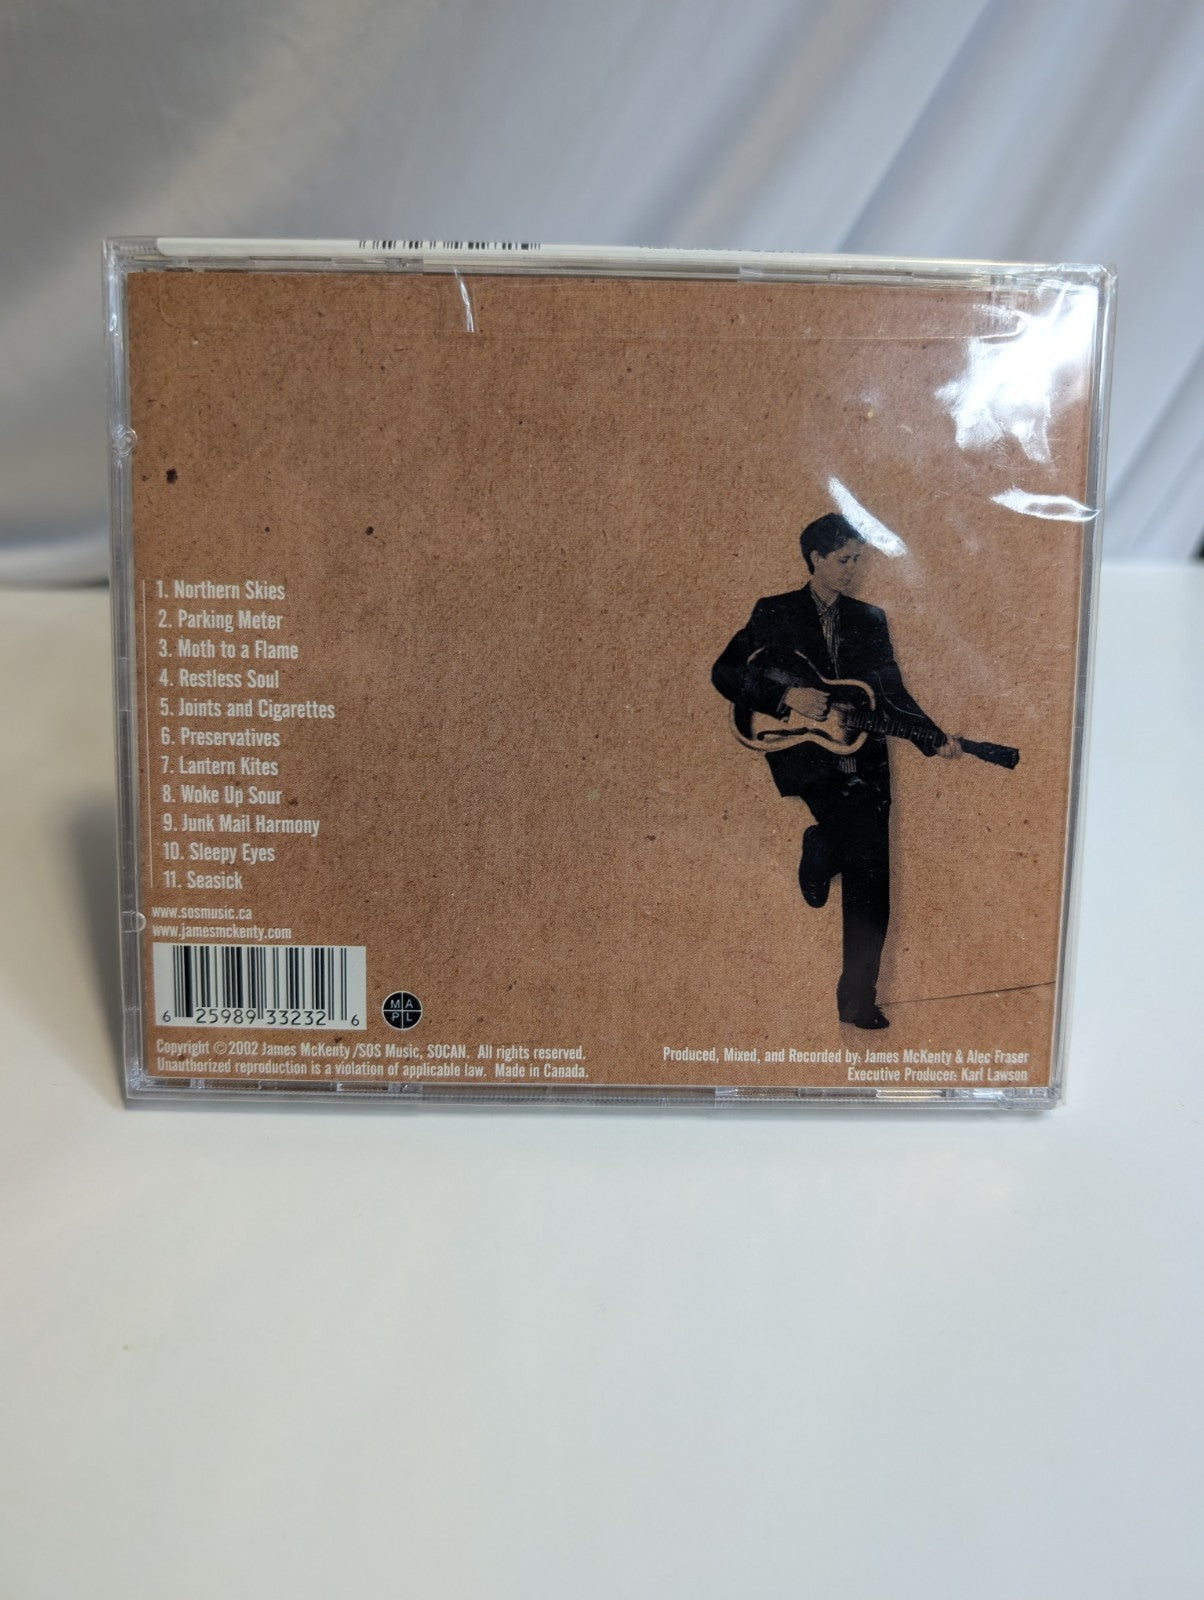 1. Northern Skies
2. Parking Meter
3. Moth to a Flame
4. Restless Soul
5. Joints and Cigarettes
6. Preservatives
7. Lantern Kites
8. Woke Up Sour
9. Junk Mail Harmony
10. Sleepy Eyes
11. Seasick
www.sosmusic.ca
www.jamesmckenty.com
6 25989 33232 6
M A
P L
Copyright ©2002 James McKenty /SOS Music, SOCAN. All rights reserved.
Unauthorized reproduction is a violation of applicable law. Made in Canada.
Produced, Mixed, and Recorded by: James McKenty & Alec Fraser
Executive Producer: Karl Lawson